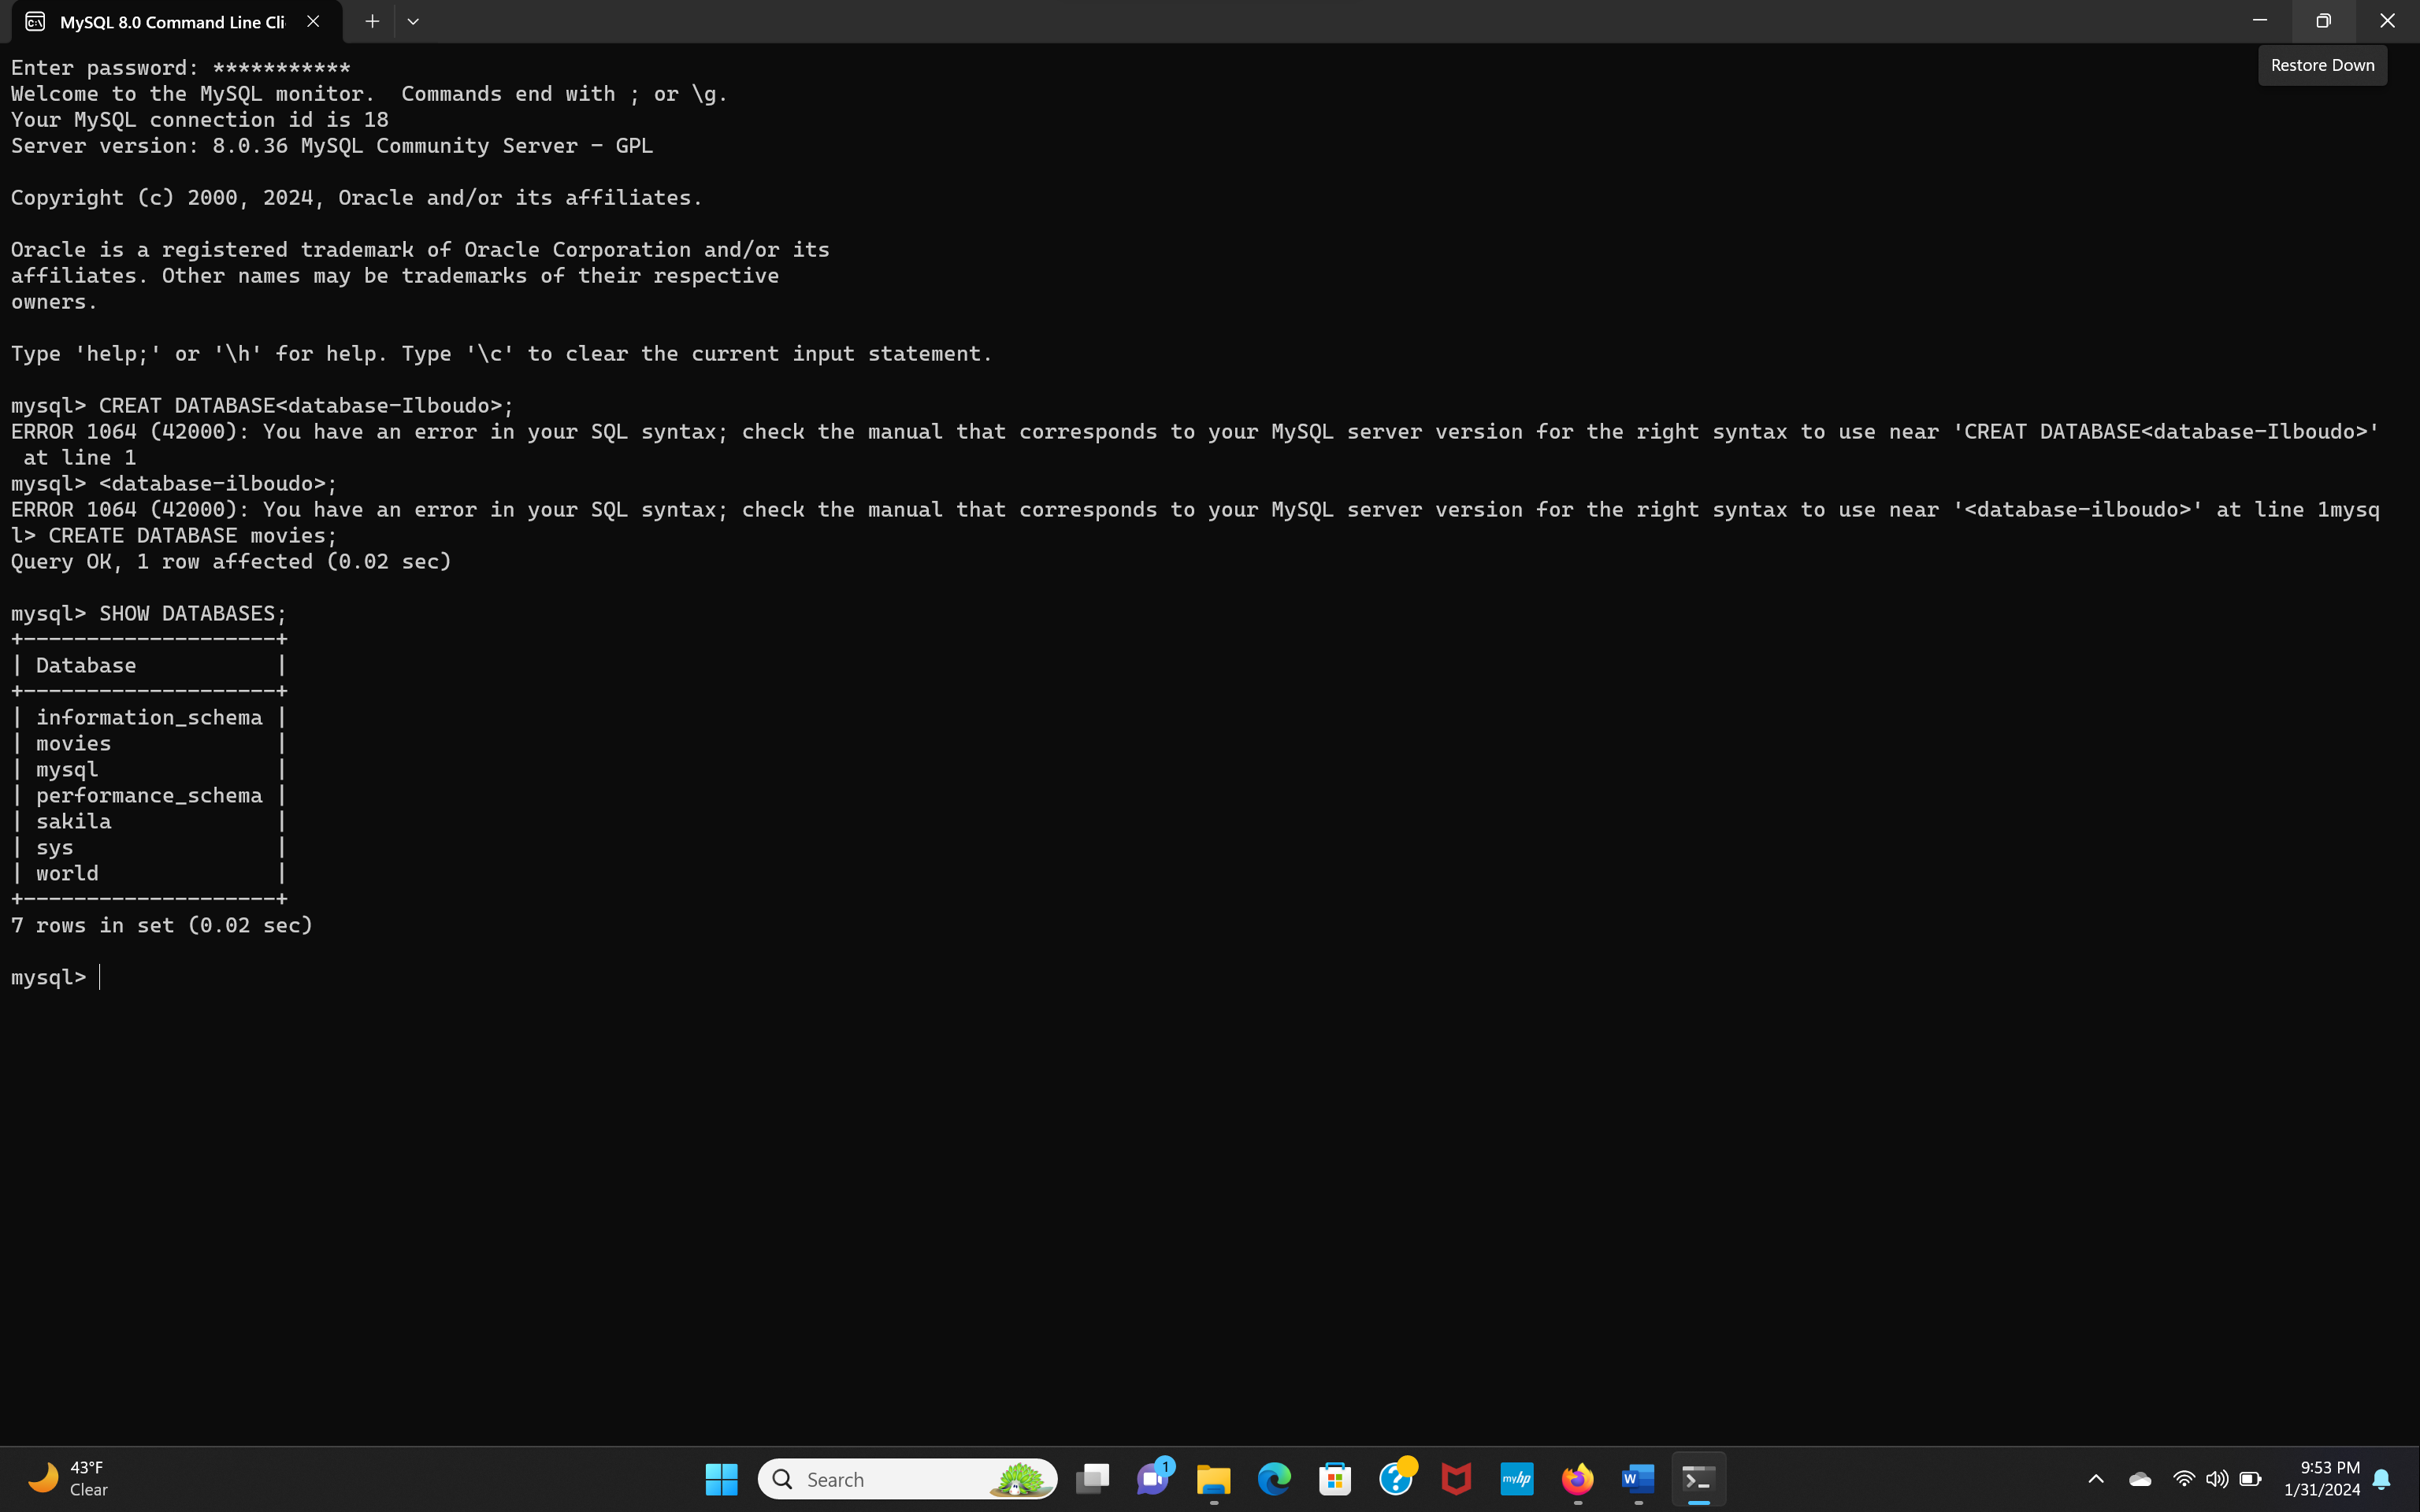 MySQL 8.0 Command Line Cli
Restore Down
Enter password: ***********
Welcome to the MySQL monitor.  Commands end with ; or \g.
Your MySQL connection id is 18
Server version: 8.0.36 MySQL Community Server - GPL
Copyright (c) 2000, 2024, Oracle and/or its affiliates.
Oracle is a registered trademark of Oracle Corporation and/or its
affiliates. Other names may be trademarks of their respective
owners.
Type 'help;' or '\h' for help. Type '\c' to clear the current input statement.
mysql> CREAT DATABASE<database-Ilboudo>;
ERROR 1064 (42000): You have an error in your SQL syntax; check the manual that corresponds to your MySQL server version for the right syntax to use near 'CREAT DATABASE<database-Ilboudo>'
 at line 1
mysql> <database-ilboudo>;
ERROR 1064 (42000): You have an error in your SQL syntax; check the manual that corresponds to your MySQL server version for the right syntax to use near '<database-ilboudo>' at line 1mysq
l> CREATE DATABASE movies;
Query OK, 1 row affected (0.02 sec)
mysql> SHOW DATABASES;
+--------------------+
| Database           |
+--------------------+
| information_schema |
| movies             |
| mysql              |
| performance_schema |
| sakila             |
| sys                |
| world              |
+--------------------+
7 rows in set (0.02 sec)
mysql>
43°F
Clear
Search
1
myhp
W
9:53 PM
1/31/2024